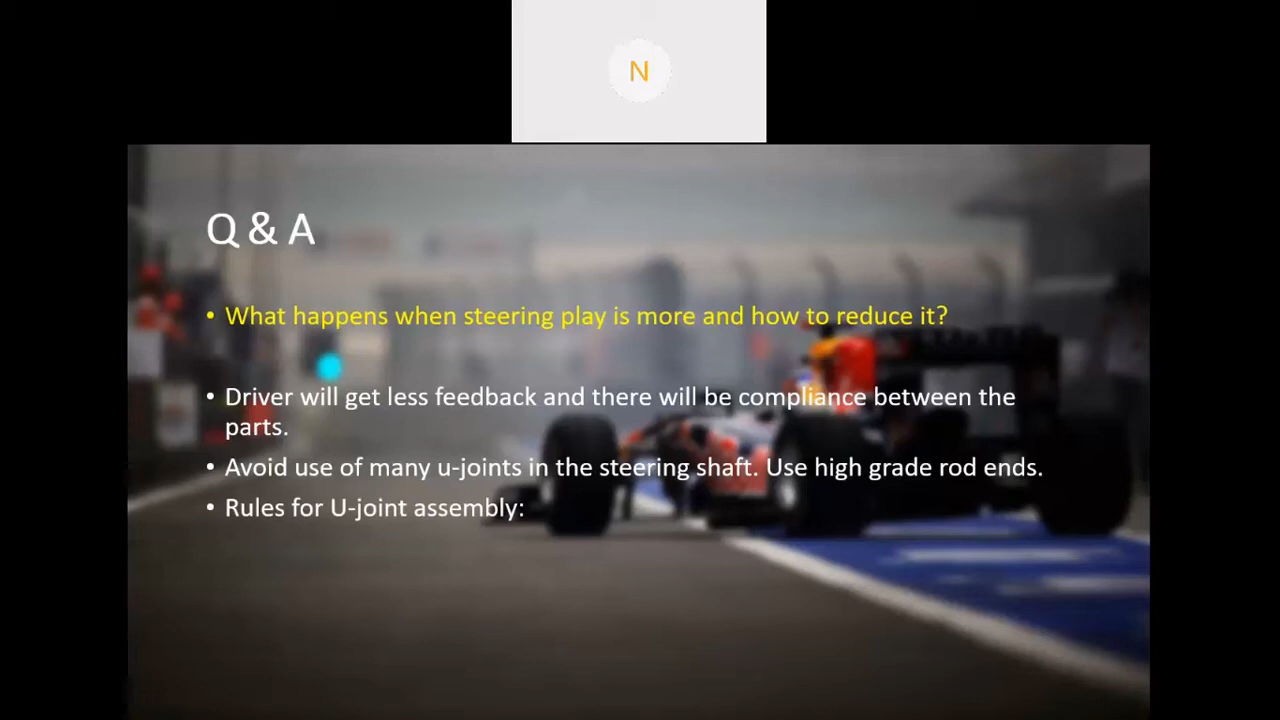 N
Q & A
• What happens when steering play is more and how to reduce it?
• Driver will get less feedback and there will be compliance between the
parts.
• Avoid use of many u-joints in the steering shaft. Use high grade rod ends.
• Rules for U-joint assembly: